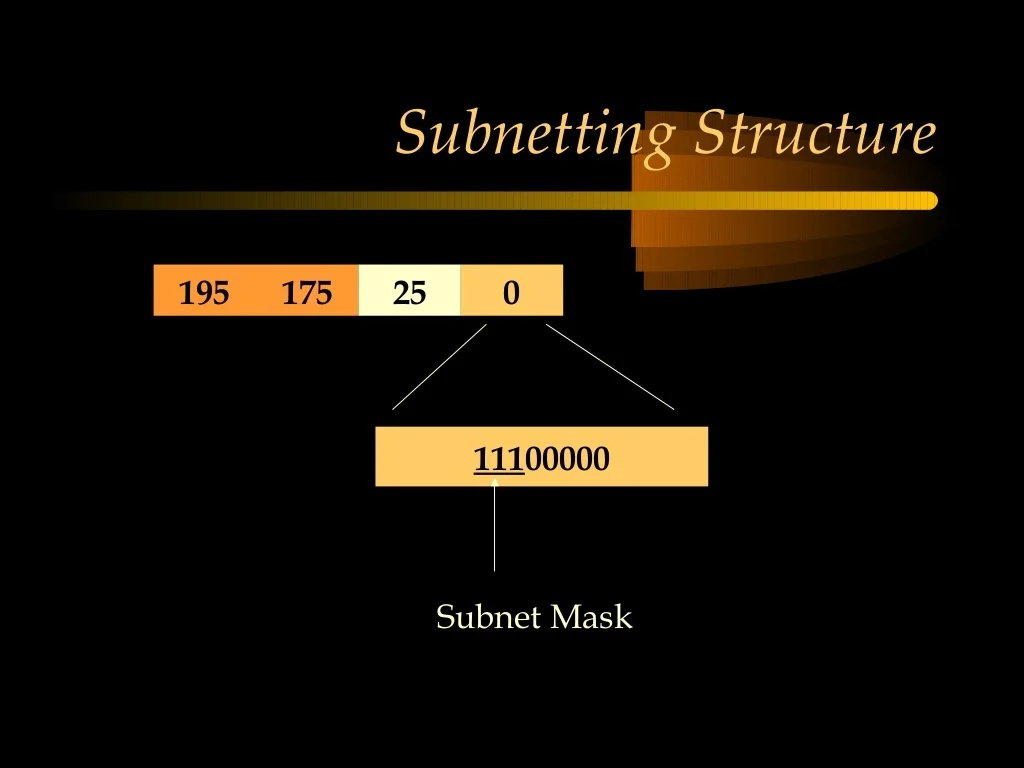 Subnetting Structure
195 175 25 0
11100000
Subnet Mask